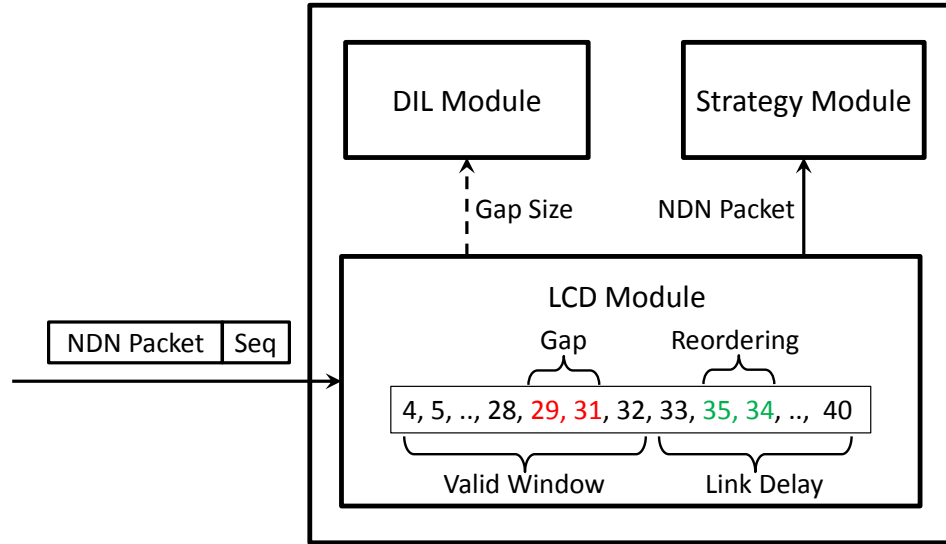 DIL Module
Strategy Module
Gap Size
NDN Packet
LCD Module
NDN Packet Seq
Gap
Reordering
4, 5, .., 28, 29, 31, 32, 33, 35, 34, .., 40
Valid Window
Link Delay